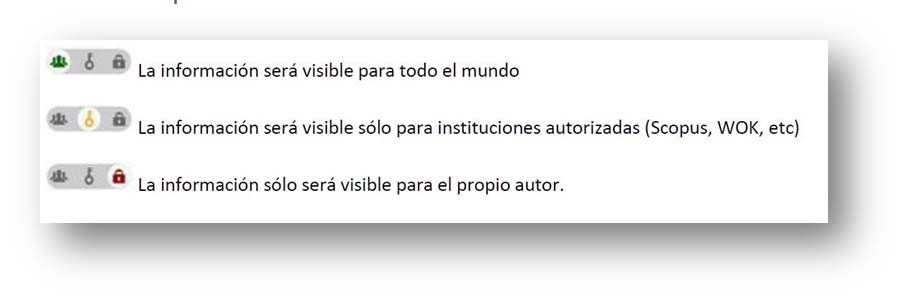 La información será visible para todo el mundo
La información será visible sólo para instituciones autorizadas (Scopus, WOK, etc)
La información sólo será visible para el propio autor.